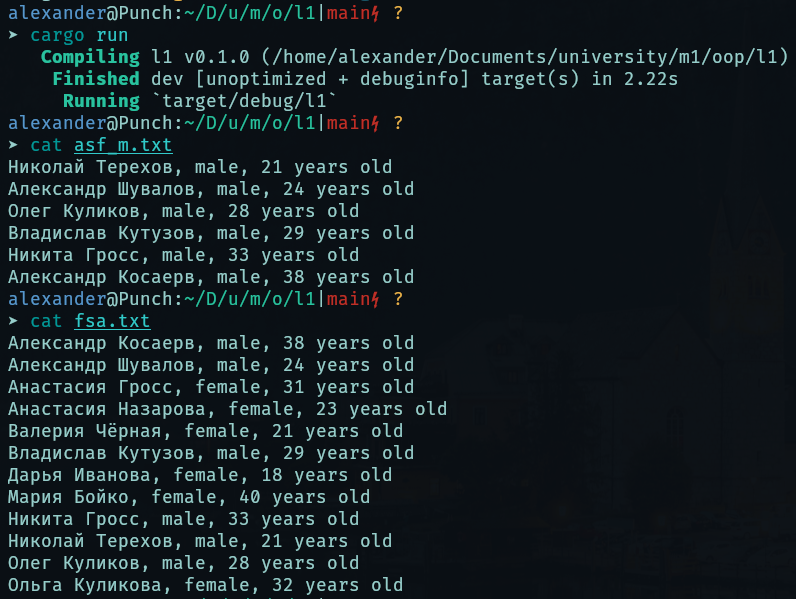 alexander@Punch:~/D/u/m/o/l1|main⚡ ?
➤ cargo run
Compiling l1 v0.1.0 (/home/alexander/Documents/university/m1/oop/l1)
Finished dev [unoptimized + debuginfo] target(s) in 2.22s
Running `target/debug/l1`
alexander@Punch:~/D/u/m/o/l1|main⚡ ?
➤ cat asf_m.txt
Николай Терехов, male, 21 years old
Александр Шувалов, male, 24 years old
Олег Куликов, male, 28 years old
Владислав Кутузов, male, 29 years old
Никита Гросс, male, 33 years old
Александр Косаерв, male, 38 years old
alexander@Punch:~/D/u/m/o/l1|main⚡ ?
➤ cat fsa.txt
Александр Косаерв, male, 38 years old
Александр Шувалов, male, 24 years old
Анастасия Гросс, female, 31 years old
Анастасия Назарова, female, 23 years old
Валерия Чёрная, female, 21 years old
Владислав Кутузов, male, 29 years old
Дарья Иванова, female, 18 years old
Мария Бойко, female, 40 years old
Никита Гросс, male, 33 years old
Николай Терехов, male, 21 years old
Олег Куликов, male, 28 years old
Ольга Куликова, female, 32 years old